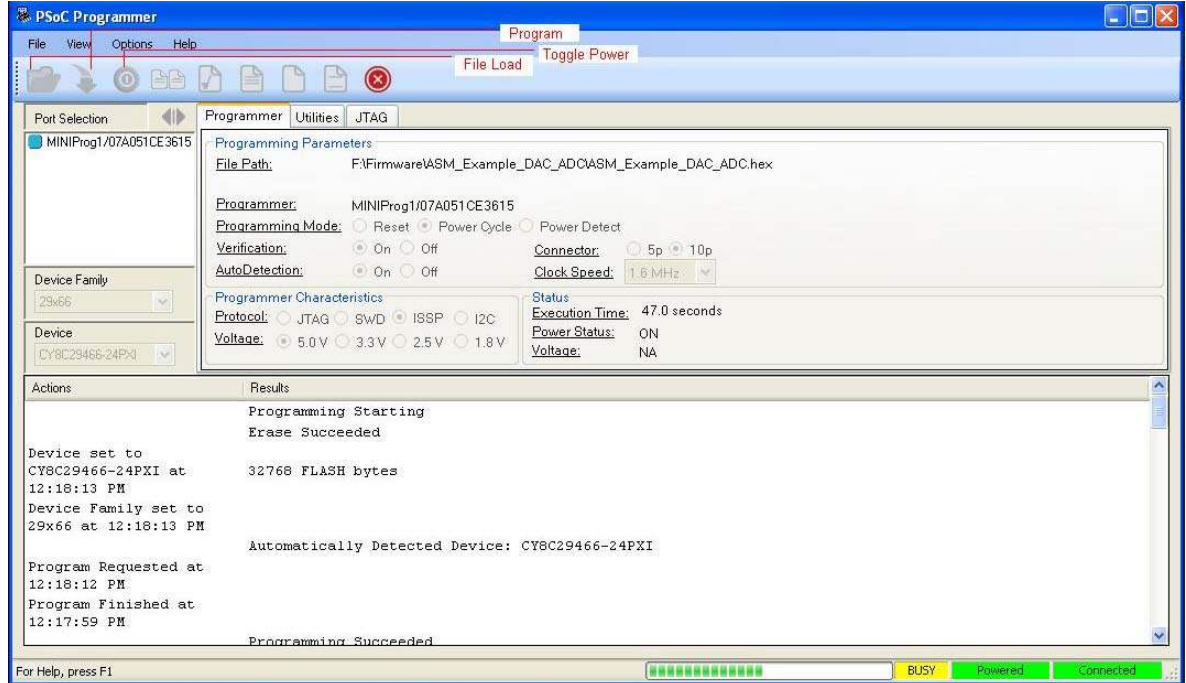 PSoC Programmer
File View Options Help
Program
Toggle Power
File Load
Port Selection
MINIProg1/07A051CE3615
Device Family
29x66
Device
CY8C29466-24PXI
Programmer Utilities JTAG
Programming Parameters
File Path: F:\Firmware\ASM_Example_DAC_ADC\ASM_Example_DAC_ADC.hex
Programmer: MINIProg1/07A051CE3615
Programming Mode: Reset Power Cycle Power Detect
Verification: On Off Connector: 5p 10p
AutoDetection: On Off Clock Speed: 1.6 MHz
Programmer Characteristics
Protocol: JTAG SWD ISSP I2C
Voltage: 5.0 V 3.3 V 2.5 V 1.8 V
Status
Execution Time: 47.0 seconds
Power Status: ON
Voltage: NA
Actions Results
Programming Starting
Erase Succeeded
Device set to
CY8C29466-24PXI at 32768 FLASH bytes
12:18:13 PM
Device Family set to
29x66 at 12:18:13 PM
Automatically Detected Device: CY8C29466-24PXI
Program Requested at
12:18:12 PM
Program Finished at
12:17:59 PM
Programming Succeeded
For Help, press F1 BUSY Powered Connected